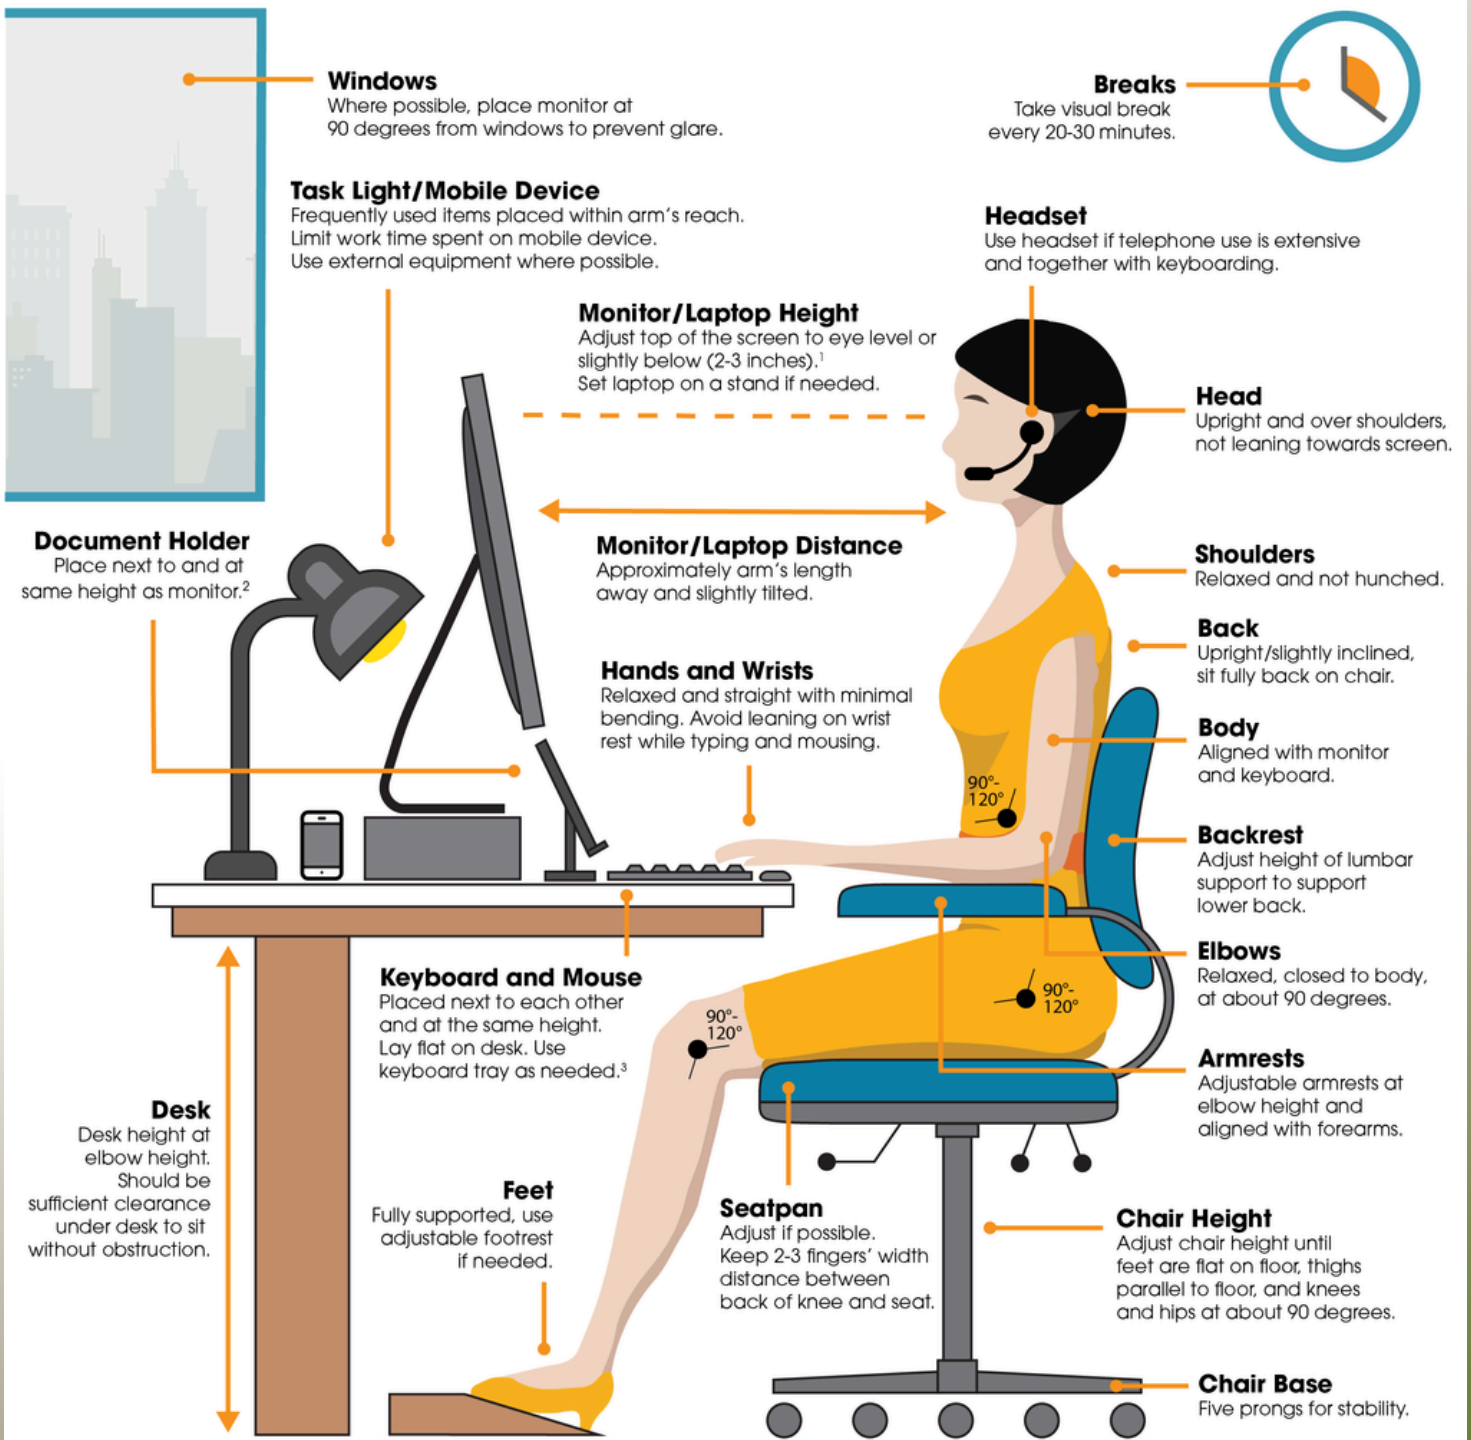 Windows
Where possible, place monitor at
90 degrees from windows to prevent glare.
Breaks
Take visual break
every 20-30 minutes.
Task Light/Mobile Device
Frequently used items placed within arm's reach.
Limit work time spent on mobile device.
Use external equipment where possible.
Headset
Use headset if telephone use is extensive
and together with keyboarding.
Monitor/Laptop Height
Adjust top of the screen to eye level or
slightly below (2-3 inches).¹
Set laptop on a stand if needed.
Head
Upright and over shoulders,
not leaning towards screen.
Document Holder
Place next to and at
same height as monitor.²
Monitor/Laptop Distance
Approximately arm's length
away and slightly tilted.
Shoulders
Relaxed and not hunched.
Back
Upright/slightly inclined,
sit fully back on chair.
Hands and Wrists
Relaxed and straight with minimal
bending. Avoid leaning on wrist
rest while typing and mousing.
Body
Aligned with monitor
and keyboard.
90°-
120°
Backrest
Adjust height of lumbar
support to support
lower back.
Elbows
Relaxed, closed to body,
at about 90 degrees.
Keyboard and Mouse
Placed next to each other
and at the same height.
Lay flat on desk. Use
keyboard tray as needed.³
90°-
120°
90°-
120°
Armrests
Adjustable armrests at
elbow height and
aligned with forearms.
Desk
Desk height at
elbow height.
Should be
sufficient clearance
under desk to sit
without obstruction.
Feet
Fully supported, use
adjustable footrest
if needed.
Seatpan
Adjust if possible.
Keep 2-3 fingers' width
distance between
back of knee and seat.
Chair Height
Adjust chair height until
feet are flat on floor, thighs
parallel to floor, and knees
and hips at about 90 degrees.
Chair Base
Five prongs for stability.